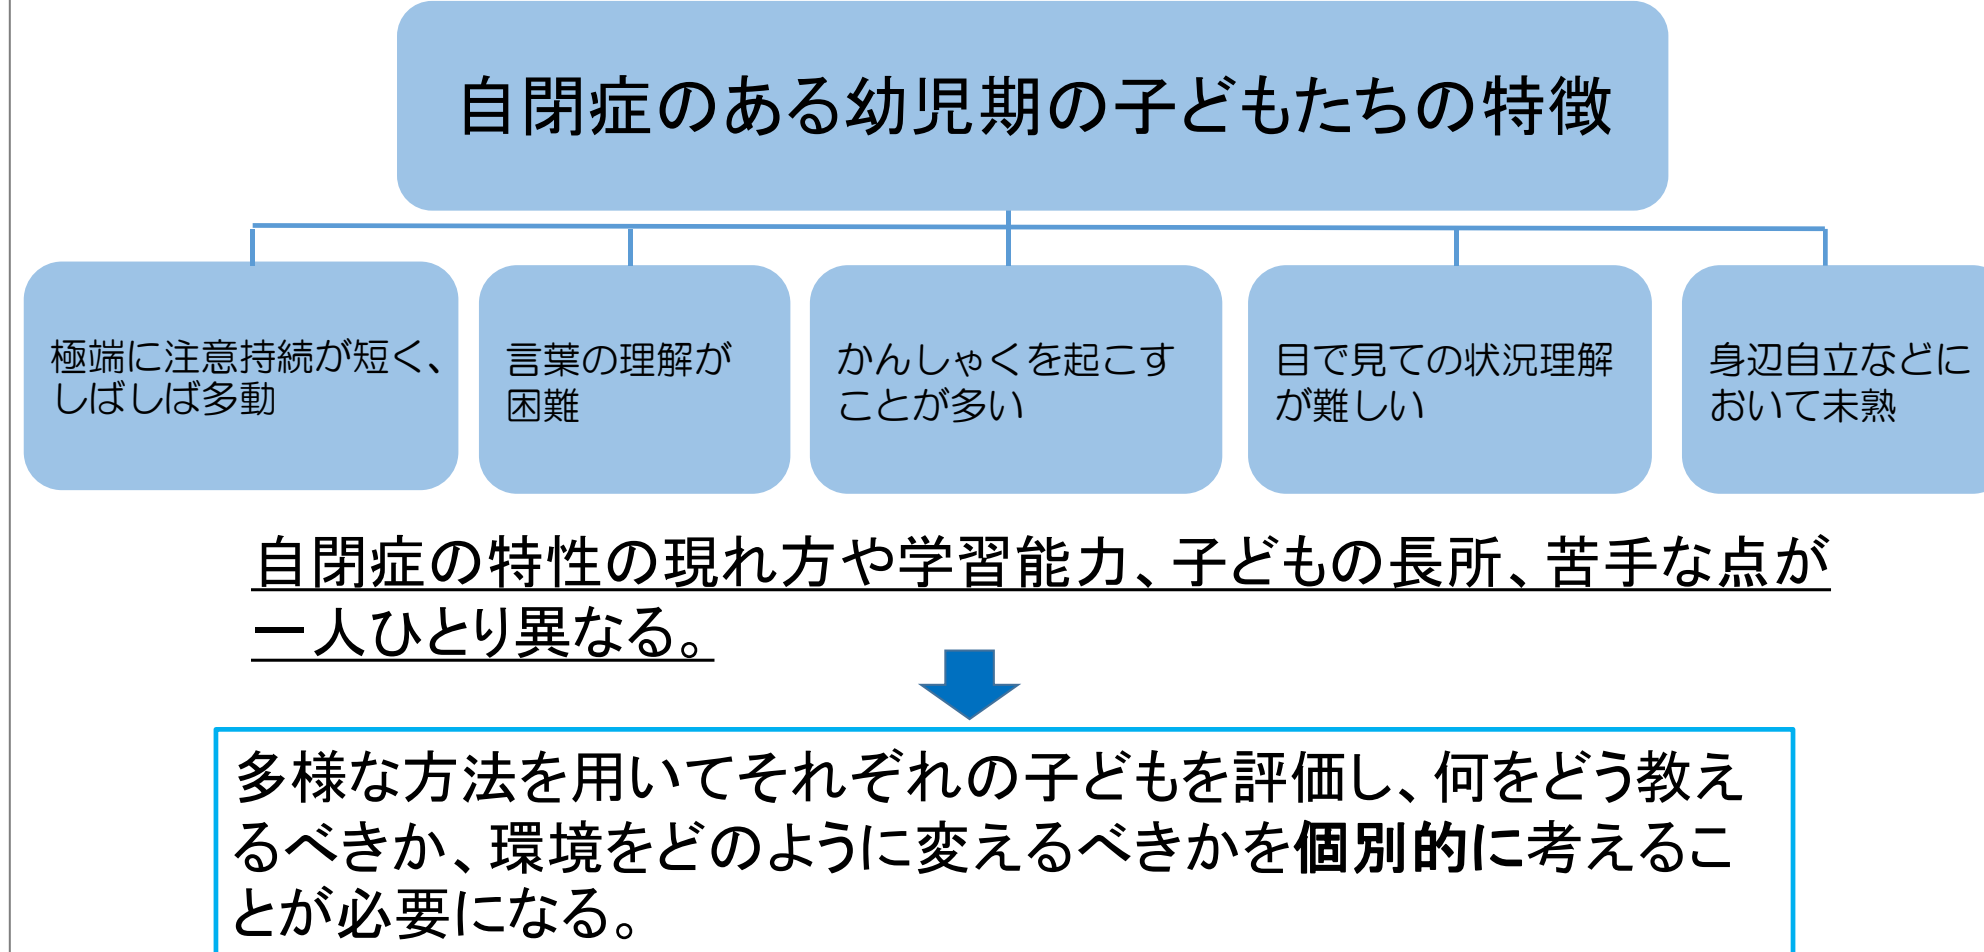 自閉症のある幼児期の子どもたちの特徴
極端に注意持続が短く、
しばしば多動
言葉の理解が
困難
かんしゃくを起こす
ことが多い
目で見ての状況理解
が難しい
身辺自立などに
おいて未熟
自閉症の特性の現れ方や学習能力、子どもの長所、苦手な点が
一人ひとり異なる。
多様な方法を用いてそれぞれの子どもを評価し、何をどう教え
るべきか、環境をどのように変えるべきかを個別的に考えるこ
とが必要になる。